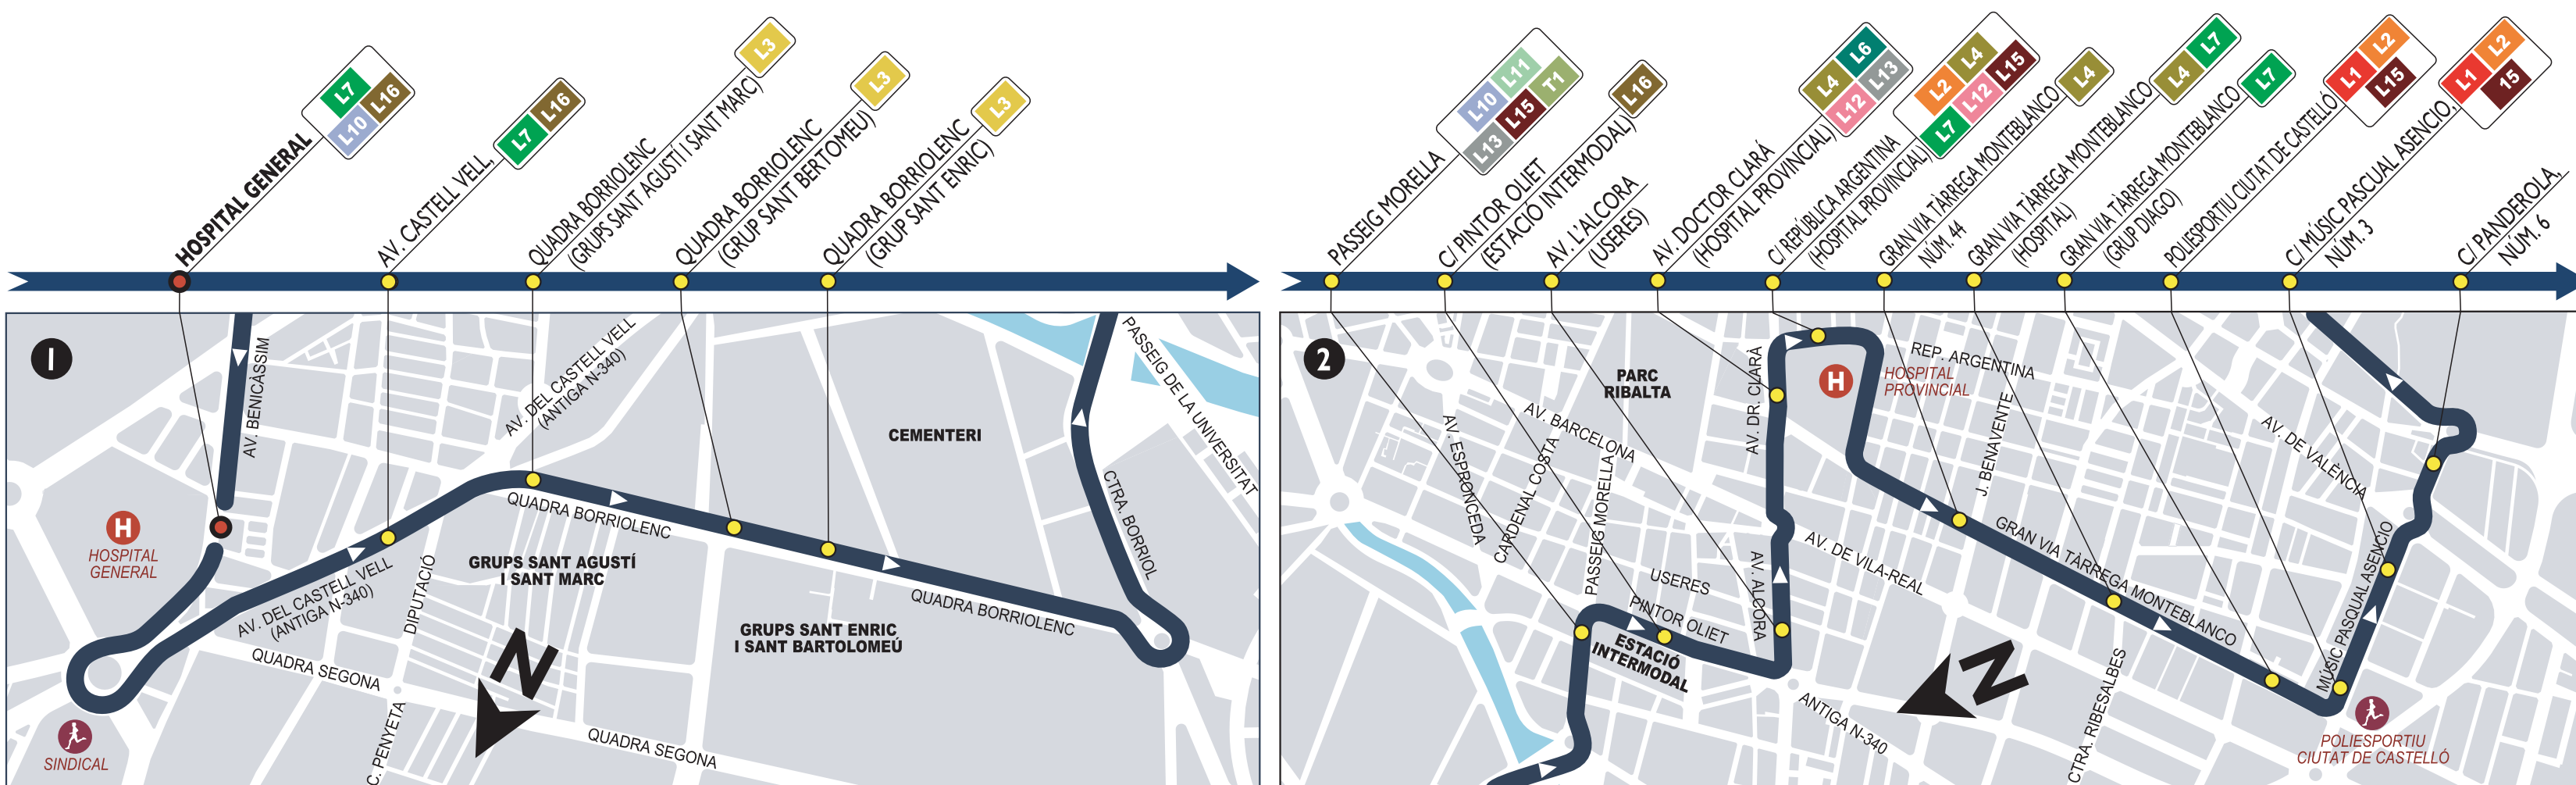 HOSPITAL GENERAL
L7
L16
L10
AV. CASTELL VELL,
L7
L16
QUADRA BORRIOLENC
(GRUPS SANT AGUSTÍ I SANT MARC)
L3
QUADRA BORRIOLENC
(GRUP SANT BERTOMEU)
L3
QUADRA BORRIOLENC
(GRUP SANT ENRIC)
L3
PASSEIG MORELLA
L10
L11
L13
L15
T1
C/ PINTOR OLIET
(ESTACIÓ INTERMODAL)
L16
AV. L'ALCORA
(USERES)
AV. DOCTOR CLARÁ
(HOSPITAL PROVINCIAL)
L4
L6
L12
L13
C/ REPÚBLICA ARGENTINA
(HOSPITAL PROVINCIAL)
L2
L4
L7
L12
L15
GRAN VIA TÀRREGA MONTEBLANCO
NÚM. 44
L4
GRAN VIA TÀRREGA MONTEBLANCO
(HOSPITAL)
L4
L7
GRAN VIA TÀRREGA MONTEBLANCO
(GRUP DIAGO)
L7
POLIESPORTIU CIUTAT DE CASTELLÓ
L1
L2
L15
C/ MÚSIC PASCUAL ASENCIO,
NÚM. 3
L1
L2
15
C/ PANDEROLA,
NÚM. 6
1
AV. BENICÀSSIM
AV. DEL CASTELL VELL
(ANTIGA N-340)
PASSEIG DE LA UNIVERSITAT
CEMENTERI
CTRA. BORRIOL
QUADRA BORRIOLENC
H
HOSPITAL
GENERAL
GRUPS SANT AGUSTÍ
I SANT MARC
AV. DEL CASTELL VELL
(ANTIGA N-340)
DIPUTACIÓ
QUADRA BORRIOLENC
GRUPS SANT ENRIC
I SANT BARTOLOMEÚ
QUADRA SEGONA
N
C. PENYETA
QUADRA SEGONA
SINDICAL
2
PARC
RIBALTA
AV. DR. CLARÀ
REP. ARGENTINA
H
HOSPITAL
PROVINCIAL
AV. BARCELONA
AV. ESPRONCEDA
CARDENAL COSTA
PASSEIG MORELLA
J. BENAVENTE
AV. DE VALÈNCIA
AV. DE VILA-REAL
GRAN VIA TÀRREGA MONTEBLANCO
USERES
PINTOR OLIET
AV. ALCORA
ESTACIÓ
INTERMODAL
N
MÚSIC PASQUAL ASENCIO
ANTIGA N-340
CTRA. RIBESALBES
POLIESPORTIU
CIUTAT DE CASTELLÓ